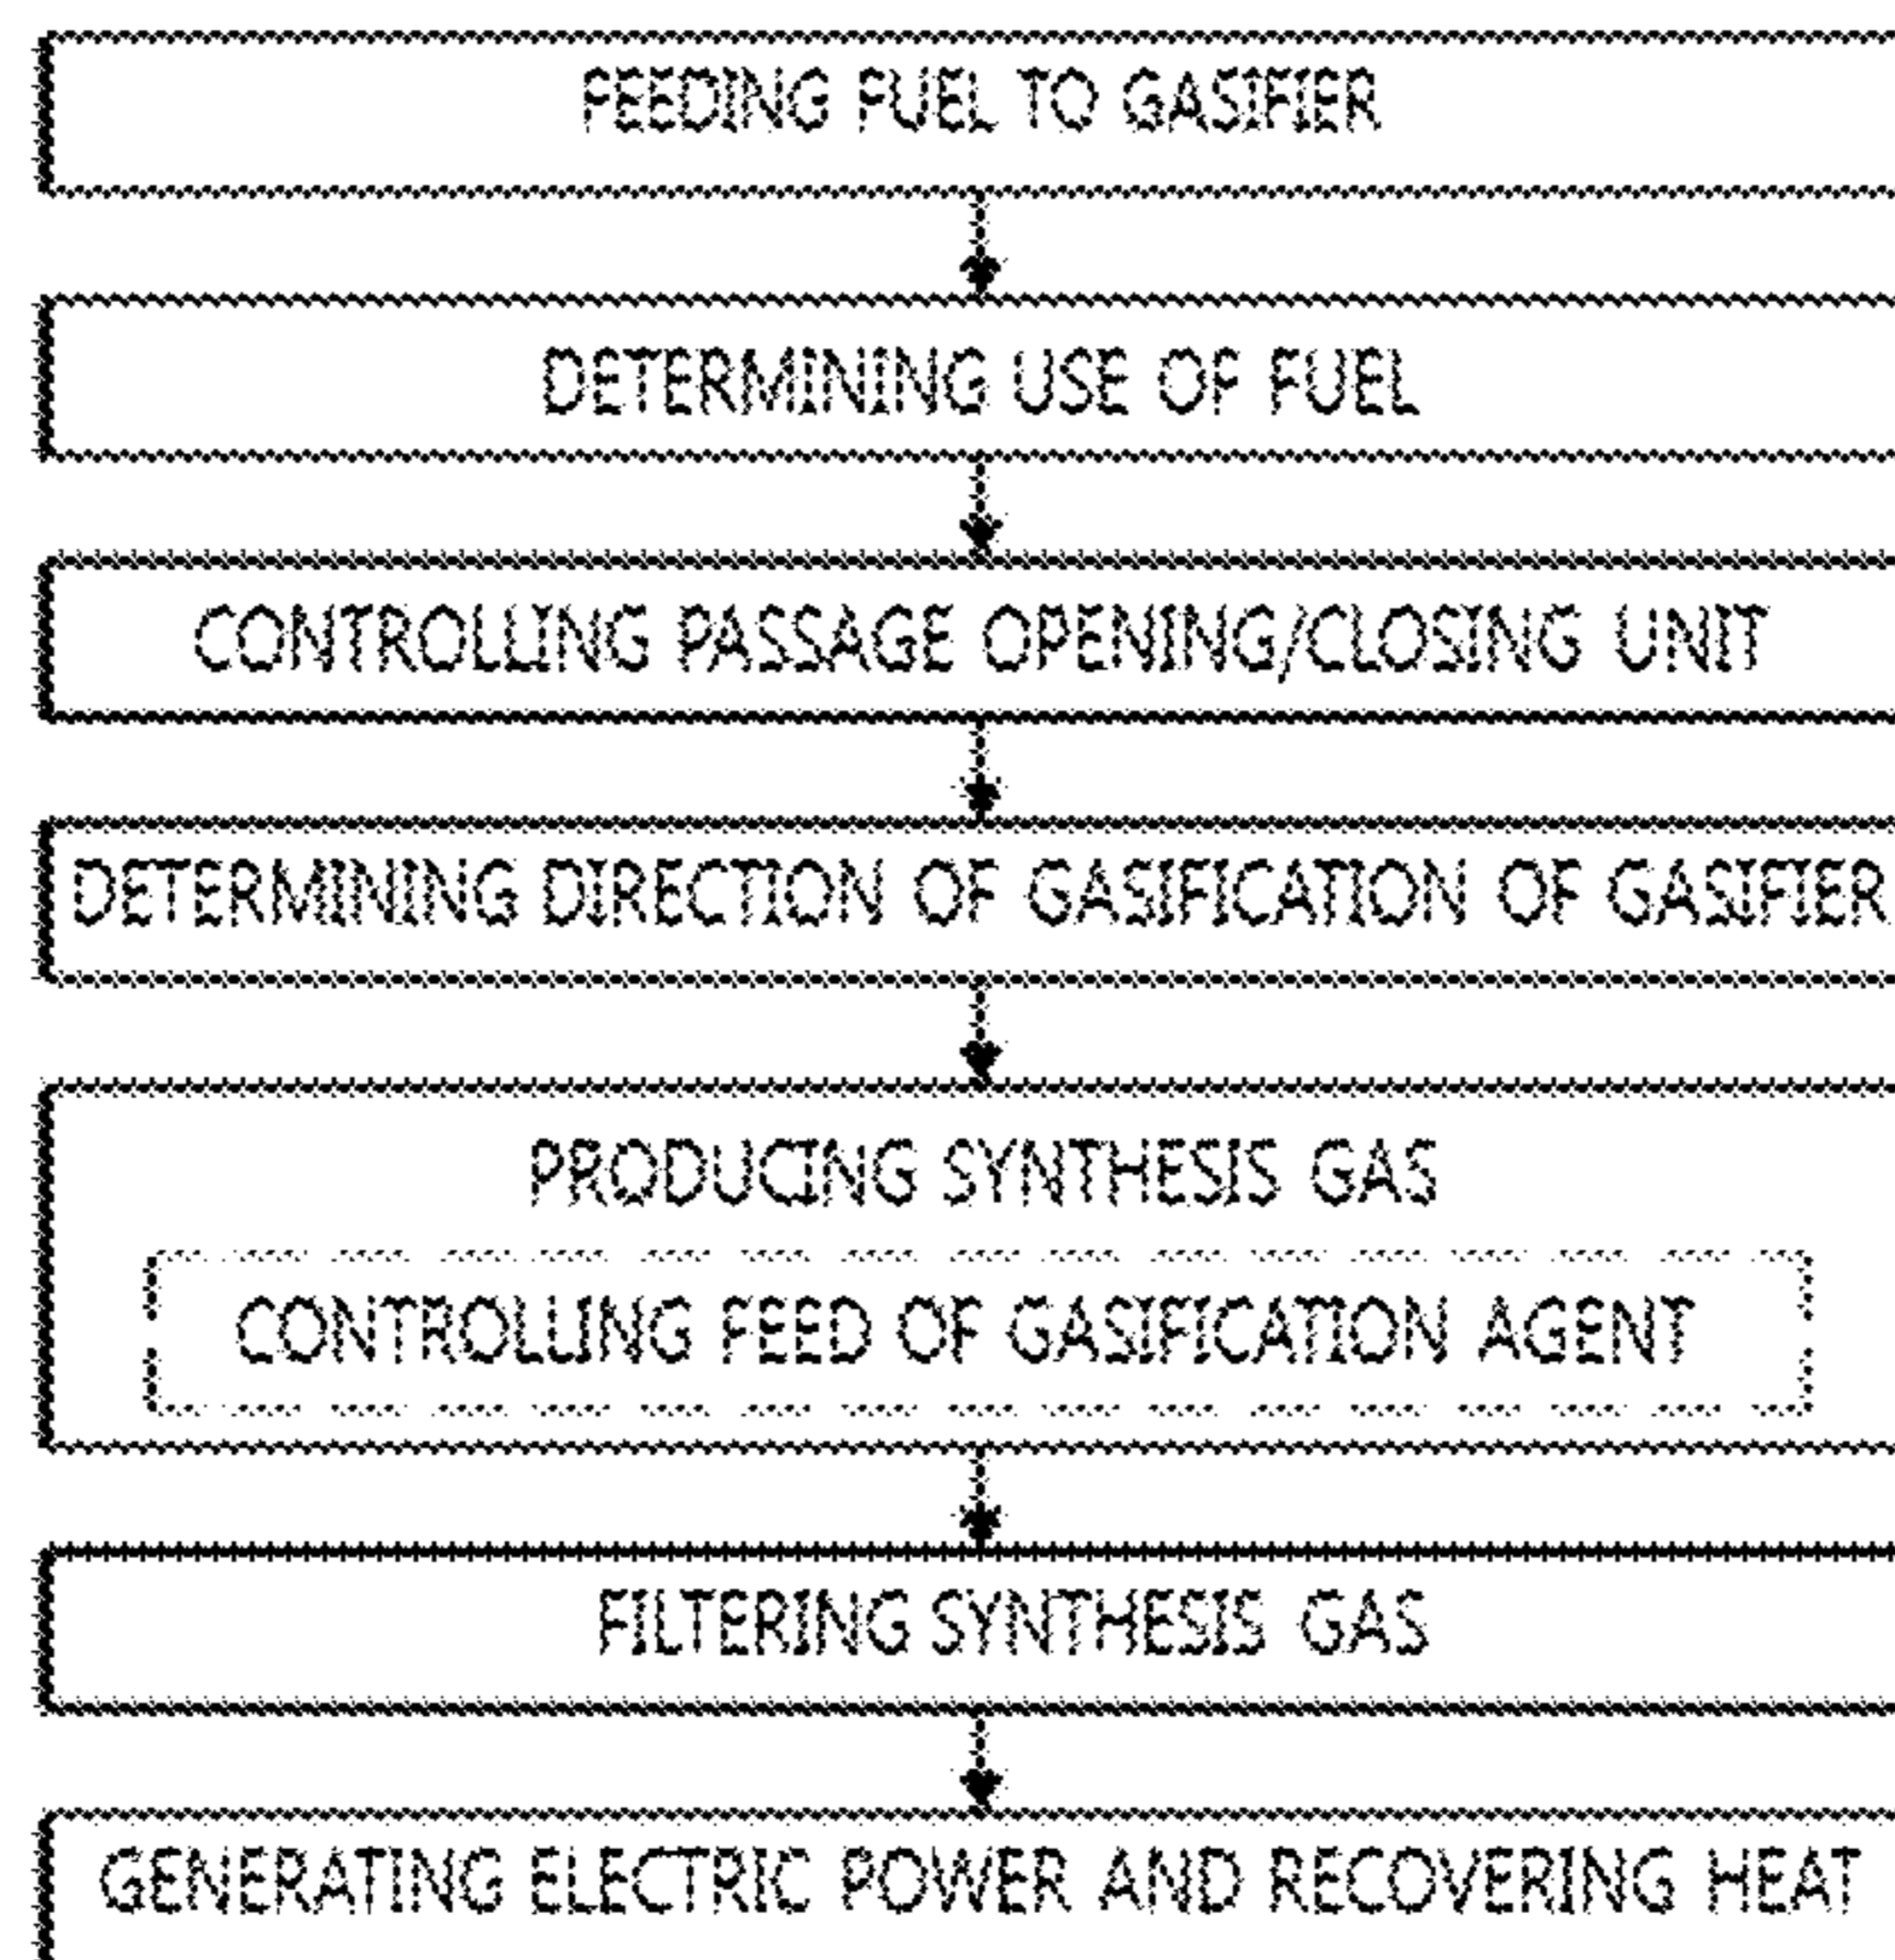 FEEDING FUEL TO GASIFIER
DETERMINING USE OF FUEL
CONTROLLING PASSAGE OPENING/CLOSING UNIT
DETERMINING DIRECTION OF GASIFICATION OF GASIFIER
PRODUCING SYNTHESIS GAS
CONTROLLING FEED OF GASIFICATION AGENT
FILTERING SYNTHESIS GAS
GENERATING ELECTRIC POWER AND RECOVERING HEAT